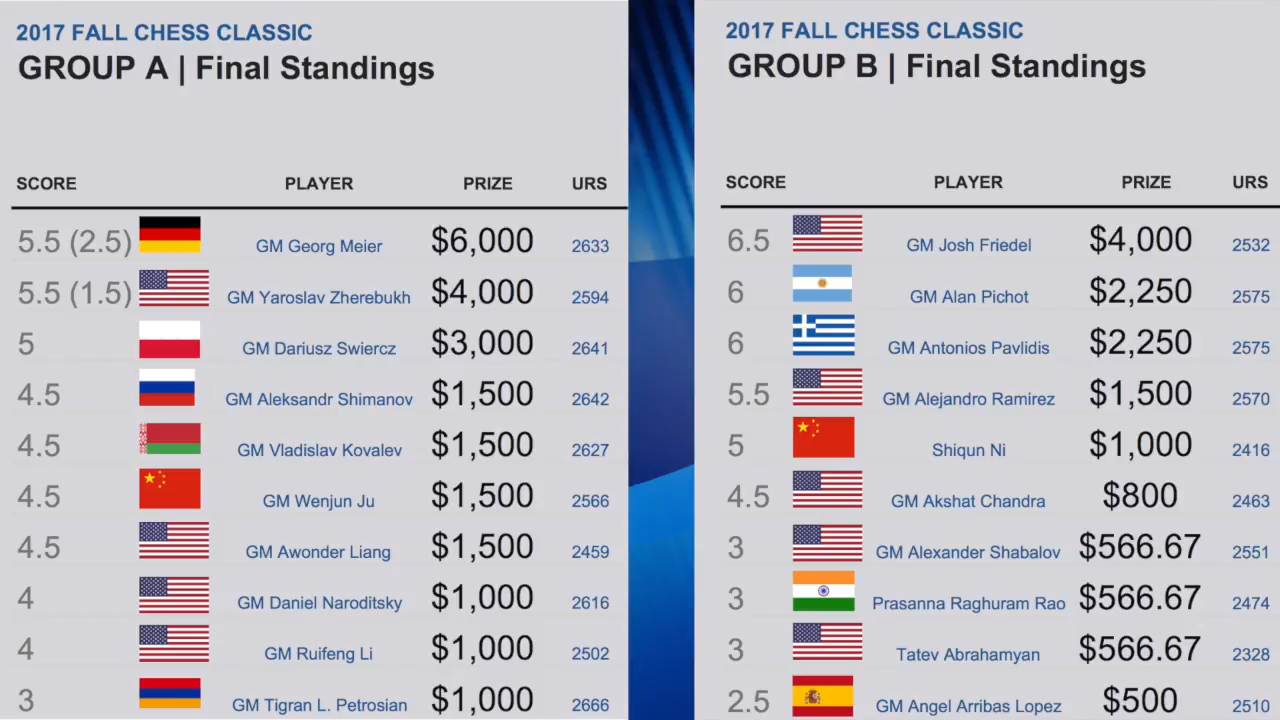 2017 FALL CHESS CLASSIC
GROUP A | Final Standings
SCORE PLAYER PRIZE URS
5.5 (2.5) GM Georg Meier $6,000 2633
5.5 (1.5) GM Yaroslav Zherebukh $4,000 2594
5 GM Dariusz Swiercz $3,000 2641
4.5 GM Aleksandr Shimanov $1,500 2642
4.5 GM Vladislav Kovalev $1,500 2627
4.5 GM Wenjun Ju $1,500 2566
4.5 GM Awonder Liang $1,500 2459
4 GM Daniel Naroditsky $1,000 2616
4 GM Ruifeng Li $1,000 2502
3 GM Tigran L. Petrosian $1,000 2666
2017 FALL CHESS CLASSIC
GROUP B | Final Standings
SCORE PLAYER PRIZE URS
6.5 GM Josh Friedel $4,000 2532
6 GM Alan Pichot $2,250 2575
6 GM Antonios Pavlidis $2,250 2575
5.5 GM Alejandro Ramirez $1,500 2570
5 Shiqun Ni $1,000 2416
4.5 GM Akshat Chandra $800 2463
3 GM Alexander Shabalov $566.67 2551
3 Prasanna Raghuram Rao $566.67 2474
3 Tatev Abrahamyan $566.67 2328
2.5 GM Angel Arribas Lopez $500 2510